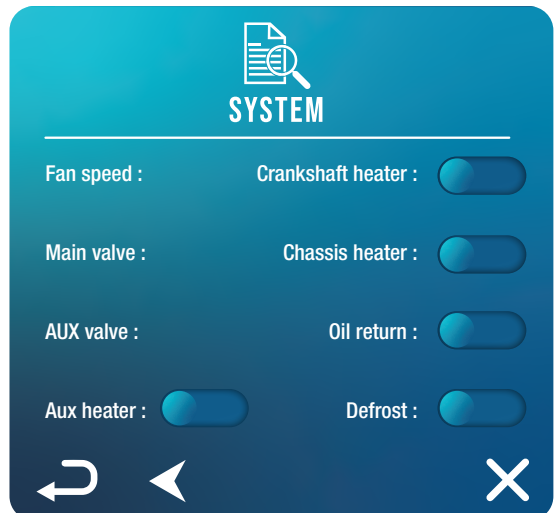 SYSTEM
Fan speed : Crankshaft heater :
Main valve : Chassis heater :
AUX valve : Oil return :
Aux heater : Defrost :